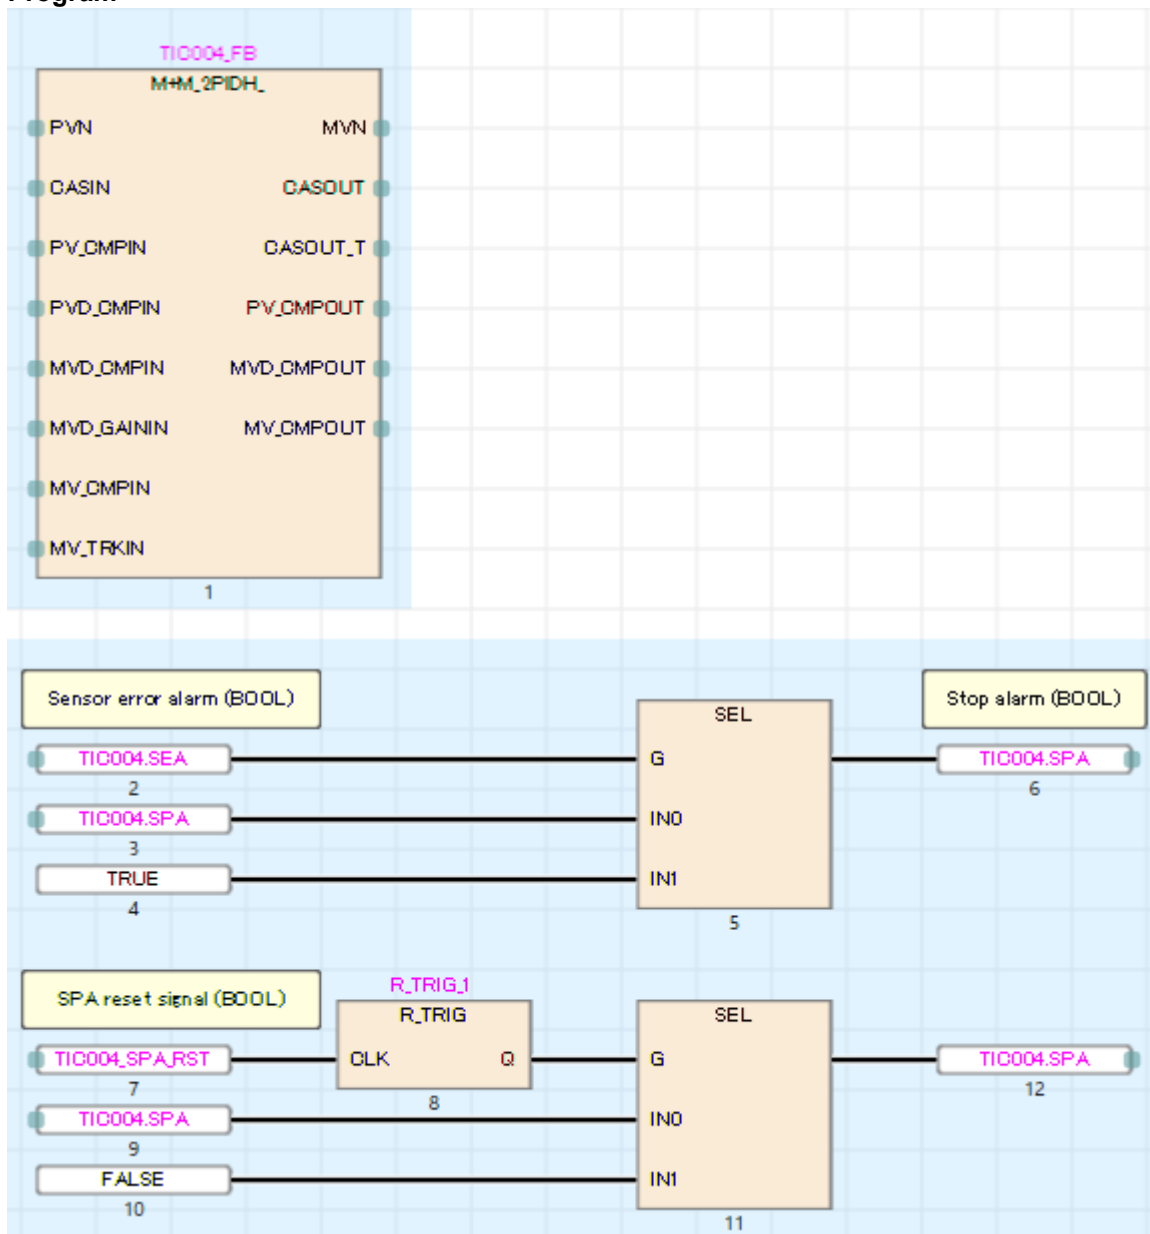 Program
TIC004_FB
M+M_2PIDH_
PVN MVN
CASIN CASOUT
PV_CMPIN CASOUT_T
PVD_CMPIN PV_CMPOUT
MVD_CMPIN MVD_CMPOUT
MVD_GAININ MV_CMPOUT
MV_CMPIN
MV_TRKIN
1
Sensor error alarm (BOOL) SEL Stop alarm (BOOL)
TIC004.SEA G TIC004.SPA
2 6
TIC004.SPA IN0
3
TRUE IN1
4 5
SPA reset signal (BOOL) R_TRIG_1
R_TRIG SEL
TIC004_SPA_RST CLK Q G TIC004.SPA
7 8 12
TIC004.SPA IN0
9
FALSE IN1
10 11